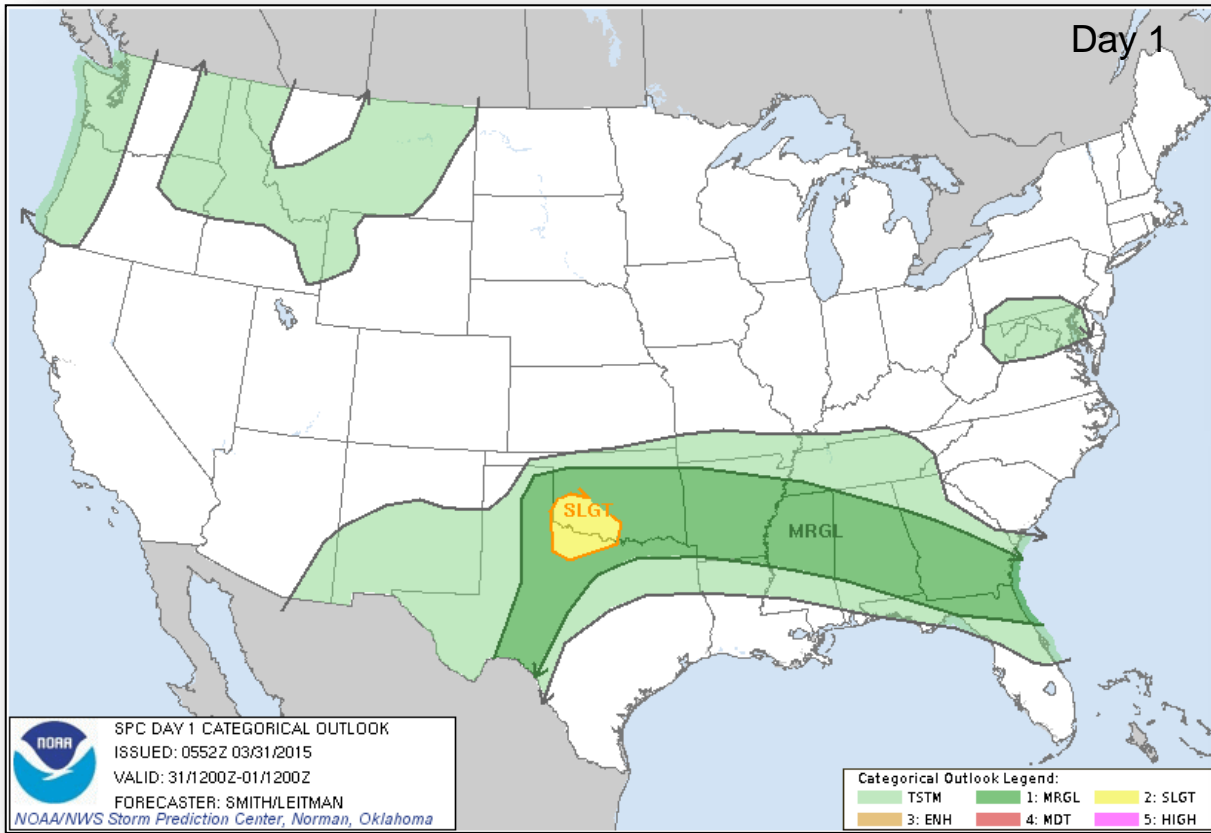 Day 1
SLGT
MRGL
NOAA
SPC DAY 1 CATEGORICAL OUTLOOK
ISSUED: 0552Z 03/31/2015
VALID: 31/1200Z-01/1200Z
FORECASTER: SMITH/LEITMAN
NOAA/NWS Storm Prediction Center, Norman, Oklahoma
Categorical Outlook Legend:
TSTM 1: MRGL 2: SLGT
3: ENH 4: MDT 5: HIGH